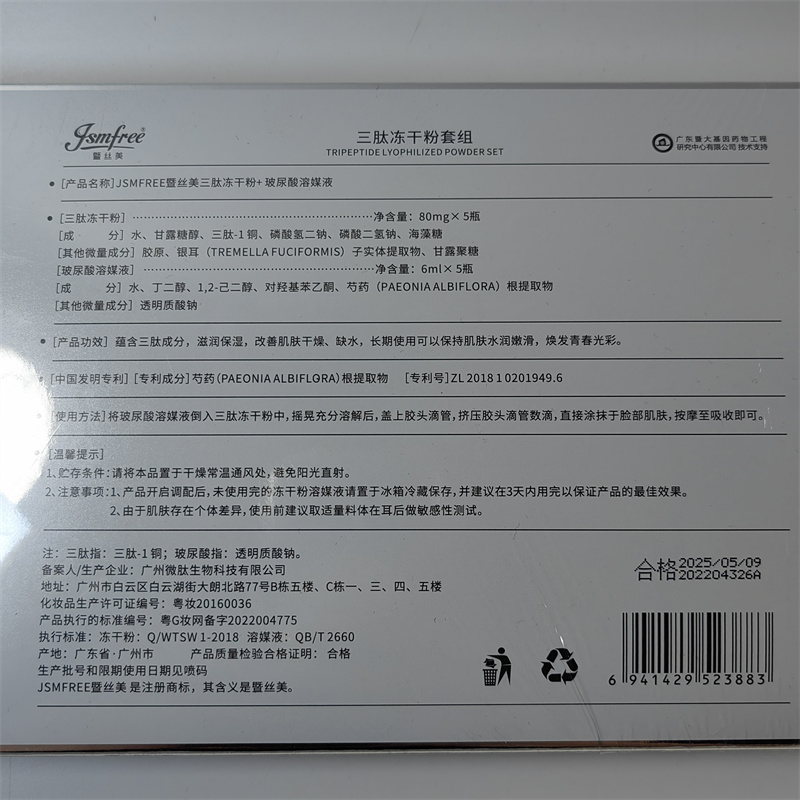 Jsmfree®
暨丝美
三肽冻干粉套组
TRIPEPTIDE LYOPHILIZED POWDER SET
广东暨大基因药物工程
研究中心有限公司 技术支持
[产品名称]JSMFREE暨丝美三肽冻干粉+ 玻尿酸溶媒液
[三肽冻干粉] ……………………………………净含量：80mg×5瓶
[成 分] 水、甘露糖醇、三肽-1 铜、磷酸氢二钠、磷酸二氢钠、海藻糖
[其他微量成分] 胶原、银耳（TREMELLA FUCIFORMIS）子实体提取物、甘露聚糖
[玻尿酸溶媒液] ……………………………………净含量：6ml×5瓶
[成 分] 水、丁二醇、1,2-己二醇、对羟基苯乙酮、芍药（PAEONIA ALBIFLORA）根提取物
[其他微量成分] 透明质酸钠
[产品功效] 蕴含三肽成分，滋润保湿，改善肌肤干燥、缺水，长期使用可以保持肌肤水润嫩滑，焕发青春光彩。
[中国发明专利] [专利成分] 芍药（PAEONIA ALBIFLORA）根提取物 [专利号] ZL 2018 1 0201949.6
[使用方法] 将玻尿酸溶媒液倒入三肽冻干粉中，摇晃充分溶解后，盖上胶头滴管，挤压胶头滴管数滴，直接涂抹于脸部肌肤，按摩至吸收即可。
[温馨提示]
1、贮存条件：请将本品置于干燥常温通风处，避免阳光直射。
2、注意事项：1、产品开启调配后，未使用完的冻干粉溶媒液请置于冰箱冷藏保存，并建议在3天内用完以保证产品的最佳效果。
2、由于肌肤存在个体差异，使用前建议取适量料体在耳后做敏感性测试。
注：三肽指：三肽-1 铜；玻尿酸指：透明质酸钠。
备案人/生产企业：广州微肽生物科技有限公司
地址：广州市白云区白云湖街大朗北路77号B栋五楼、C栋一、三、四、五楼
化妆品生产许可证编号：粤妆20160036
产品执行的标准编号：粤G妆网备字2022004775
执行标准：冻干粉：Q/WTSW 1-2018 溶媒液：QB/T 2660
产地：广东省·广州市 产品质量检验合格证明：合格
生产批号和限期使用日期见喷码
JSMFREE暨丝美 是注册商标，其含义是暨丝美。
合格2025/05/09
202204326A
6 941429 523883